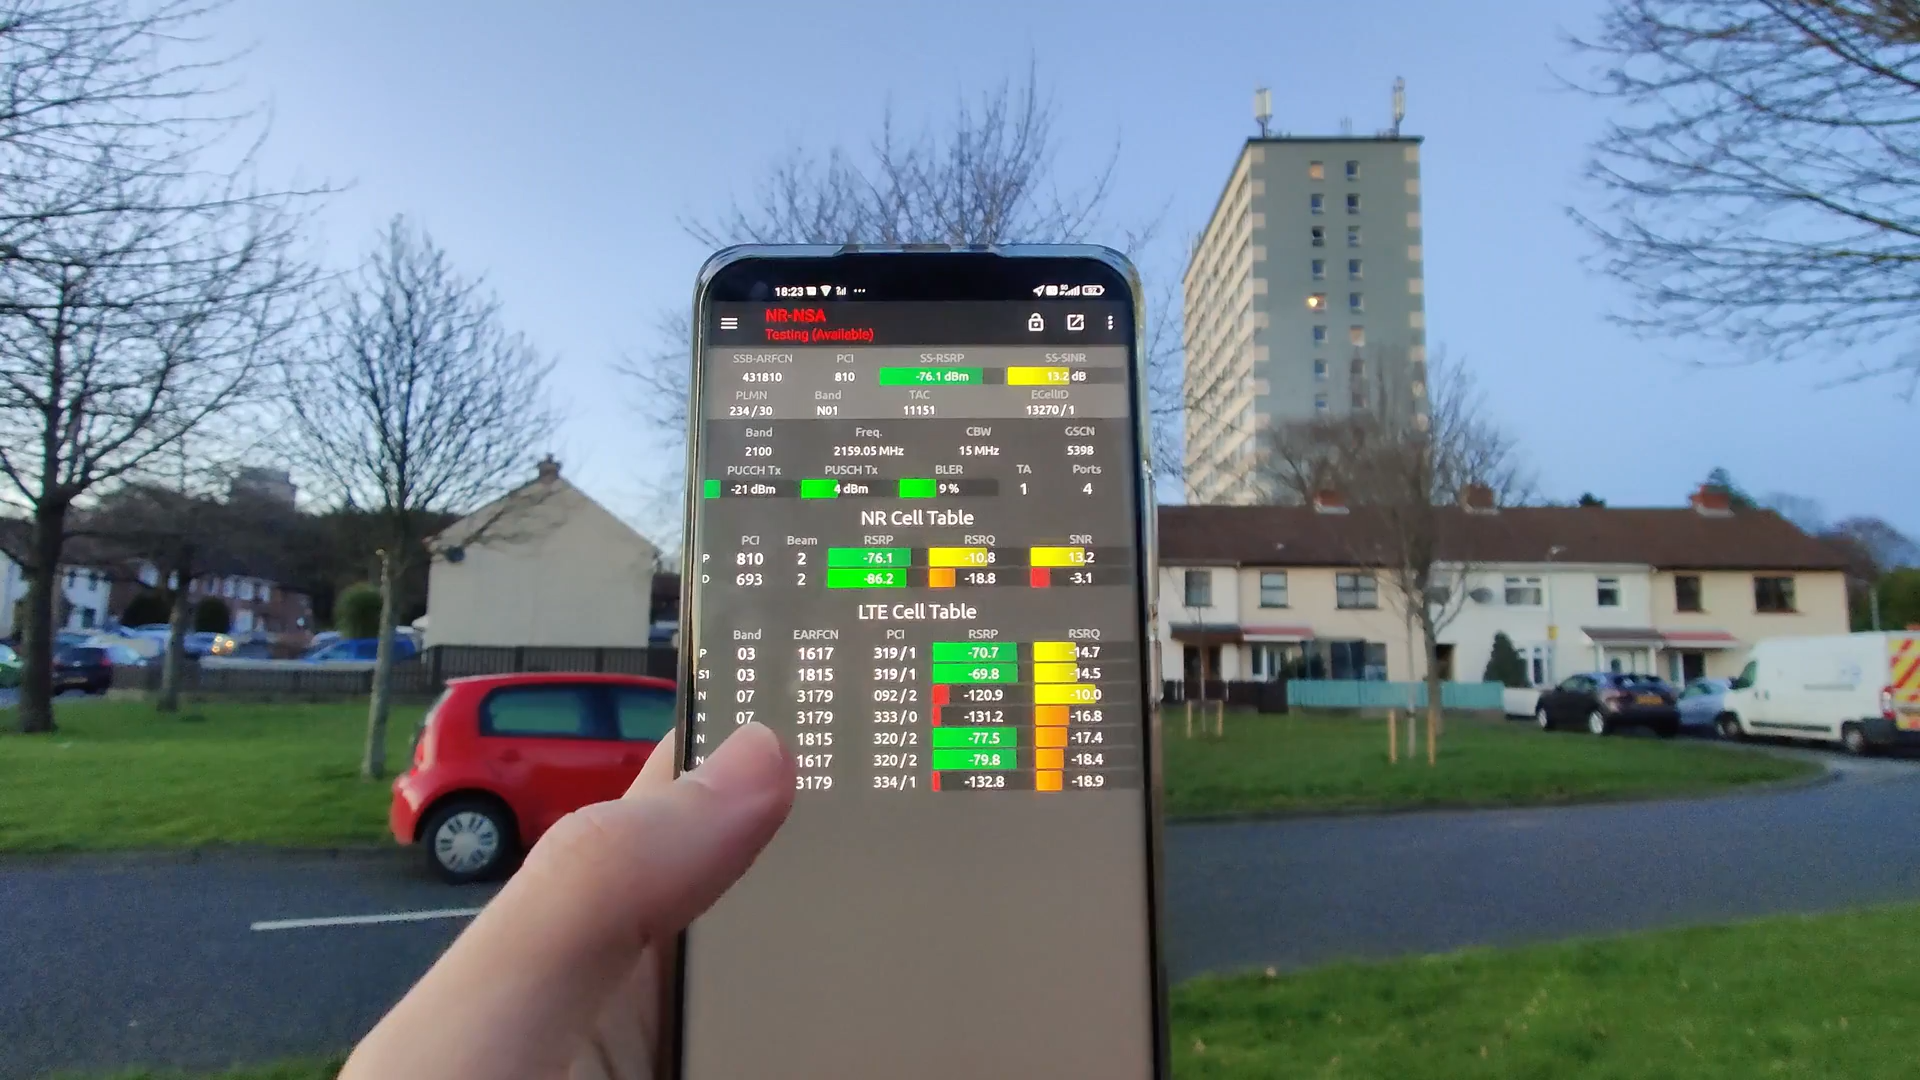 18:23
NR-NSA
Testing (Available)
SSB-ARFCN PCI SS-RSRP SS-SINR
431810 810 -76.1 dBm 13.2 dB
PLMN Band TAC ECellID
234 / 30 N01 11151 13270 / 1
Band Freq. CBW GSCN
2100 2159.05 MHz 15 MHz 5398
PUCCH Tx PUSCH Tx BLER TA Ports
-21 dBm 4 dBm 9 % 1 4
NR Cell Table
PCI Beam RSRP RSRQ SNR
P 810 2 -76.1 -10.8 13.2
D 693 2 -86.2 -18.8 -3.1
LTE Cell Table
Band EARFCN PCI RSRP RSRQ
P 03 1617 319 / 1 -70.7 -14.7
S1 03 1815 319 / 1 -69.8 -14.5
N 07 3179 092 / 2 -120.9 -10.0
N 07 3179 333 / 0 -131.2 -16.8
N 1815 320 / 2 -77.5 -17.4
N 1617 320 / 2 -79.8 -18.4
3179 334 / 1 -132.8 -18.9